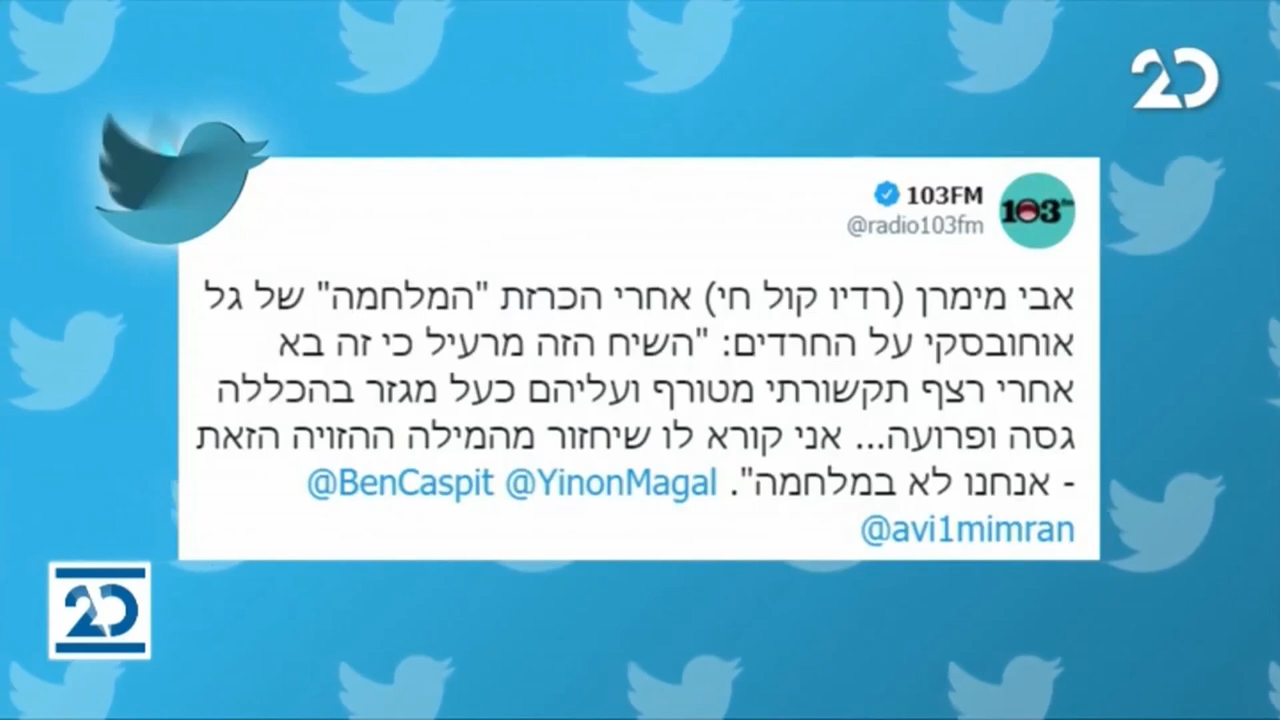 20
103FM
@radio103fm
103fm
אבי מימרן (רדיו קול חי) אחרי הכרזת "המלחמה" של גל
אוחובסקי על החרדים: "השיח הזה מרעיל כי זה בא
אחרי רצף תקשורתי מטורף ועליהם כעל מגזר בהכללה
גסה ופרועה... אני קורא לו שיחזור מהמילה ההזויה הזאת
- אנחנו לא במלחמה". @YinonMagal @BenCaspit
@avi1mimran
20